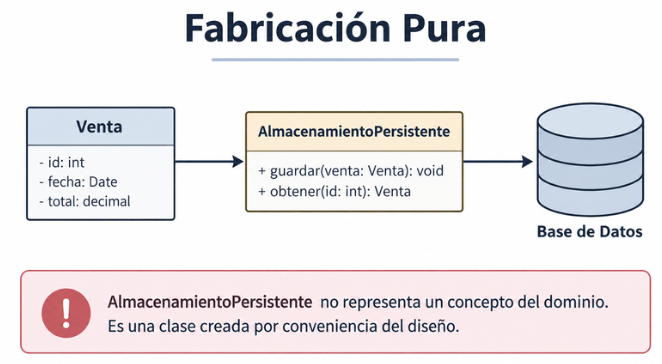 Fabricación Pura
Venta
- id: int
- fecha: Date
- total: decimal
AlmacenamientoPersistente
+ guardar(venta: Venta): void
+ obtener(id: int): Venta
Base de Datos
!
AlmacenamientoPersistente no representa un concepto del dominio.
Es una clase creada por conveniencia del diseño.